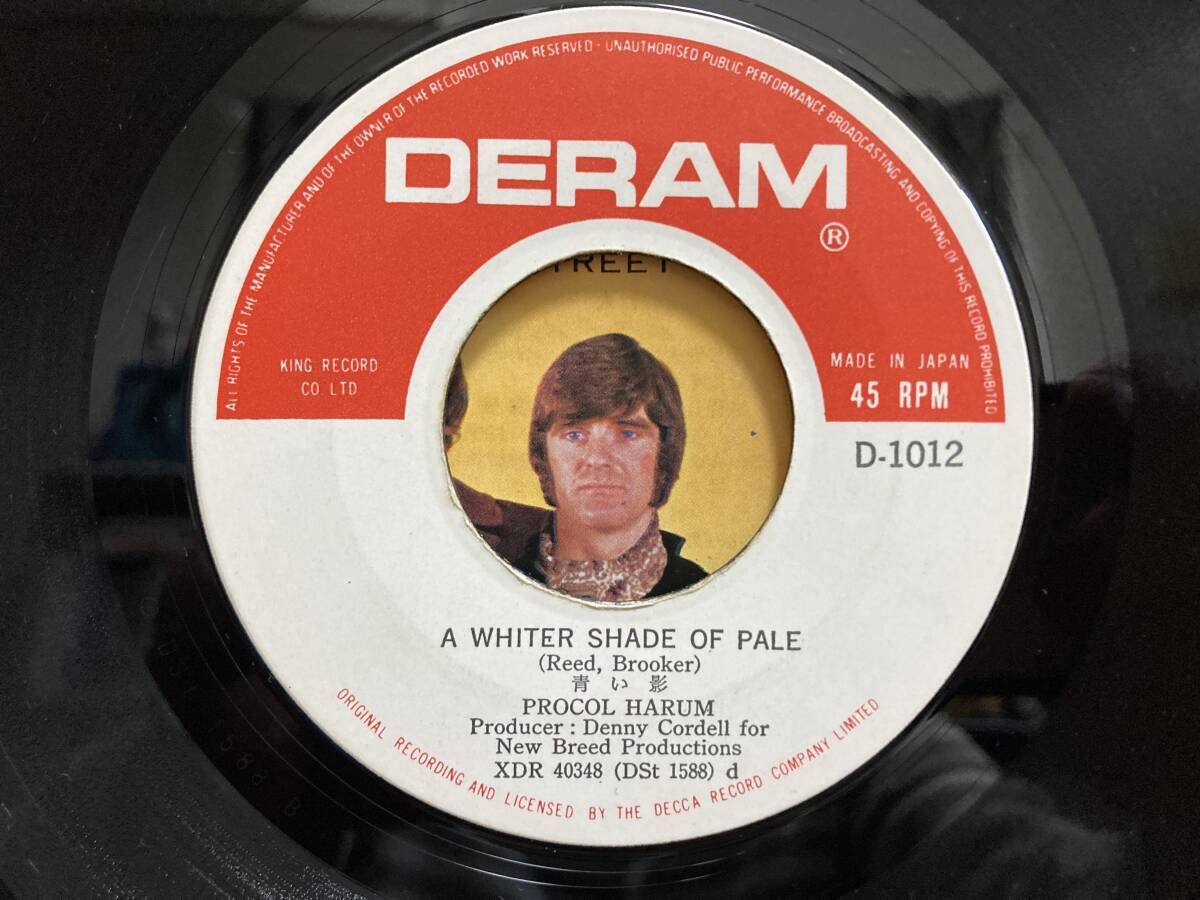 ALL RIGHTS OF THE MANUFACTURER AND OF THE OWNER OF THE RECORDED WORK RESERVED · UNAUTHORISED PUBLIC PERFORMANCE BROADCASTING AND COPYING OF THIS RECORD PROHIBITED
DERAM
®
TREET
KING RECORD
CO LTD
MADE IN JAPAN
45 RPM
D-1012
A WHITER SHADE OF PALE
(Reed, Brooker)
青い影
PROCOL HARUM
Producer : Denny Cordell for
New Breed Productions
XDR 40348 (DSt 1588) d
ORIGINAL RECORDING AND LICENSED BY THE DECCA RECORD COMPANY LIMITED